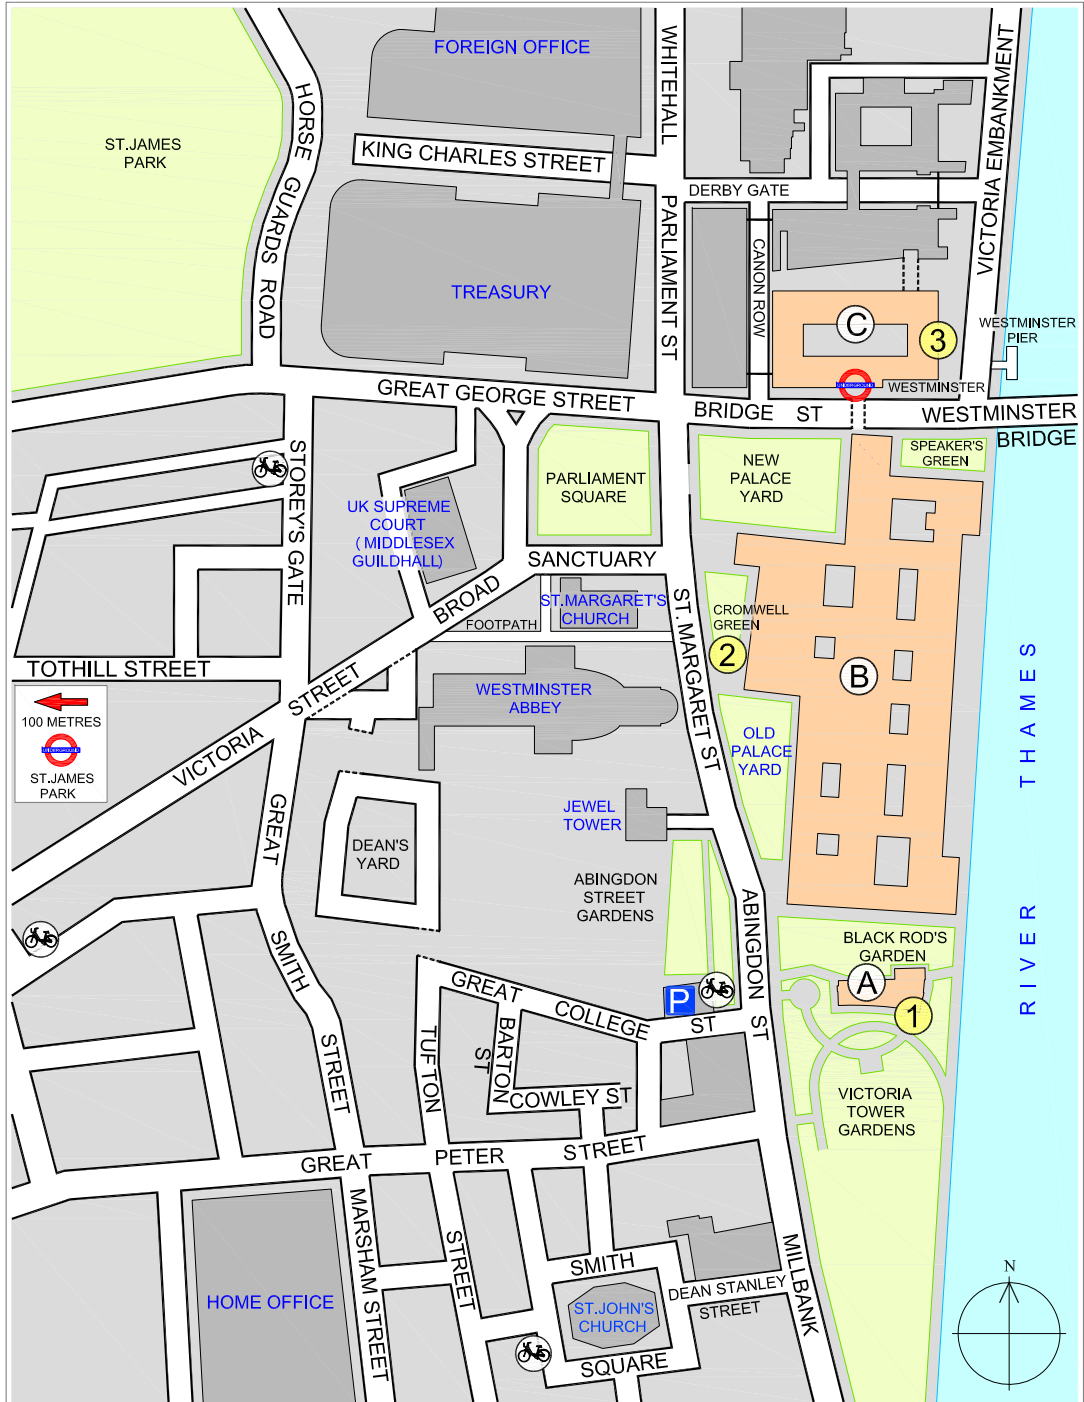 FOREIGN OFFICE
WHITEHALL
VICTORIA EMBANKMENT
HORSE GUARDS ROAD
ST.JAMES
PARK
KING CHARLES STREET
DERBY GATE
PARLIAMENT ST
CANON ROW
TREASURY
C
3
WESTMINSTER
PIER
UNDERGROUND
WESTMINSTER
GREAT GEORGE STREET
BRIDGE ST
WESTMINSTER
BRIDGE
STOREY'S GATE
PARLIAMENT
SQUARE
NEW
PALACE
YARD
SPEAKER'S
GREEN
UK SUPREME
COURT
( MIDDLESEX
GUILDHALL)
BROAD SANCTUARY
ST.MARGARET'S
CHURCH
FOOTPATH
ST. MARGARET ST
CROMWELL
GREEN
2
B
TOTHILL STREET
100 METRES
UNDERGROUND
ST.JAMES
PARK
VICTORIA STREET
WESTMINSTER
ABBEY
OLD
PALACE
YARD
RIVER THAMES
JEWEL
TOWER
DEAN'S
YARD
ABINGDON
STREET
GARDENS
ABINGDON ST
BLACK ROD'S
GARDEN
A
1
GREAT SMITH STREET
GREAT COLLEGE ST
P
TUFTON STREET
BARTON
ST
COWLEY ST
VICTORIA
TOWER
GARDENS
GREAT PETER STREET
MARSHAM STREET
HOME OFFICE
SMITH SQUARE
ST.JOHN'S
CHURCH
DEAN STANLEY
STREET
MILLBANK
N